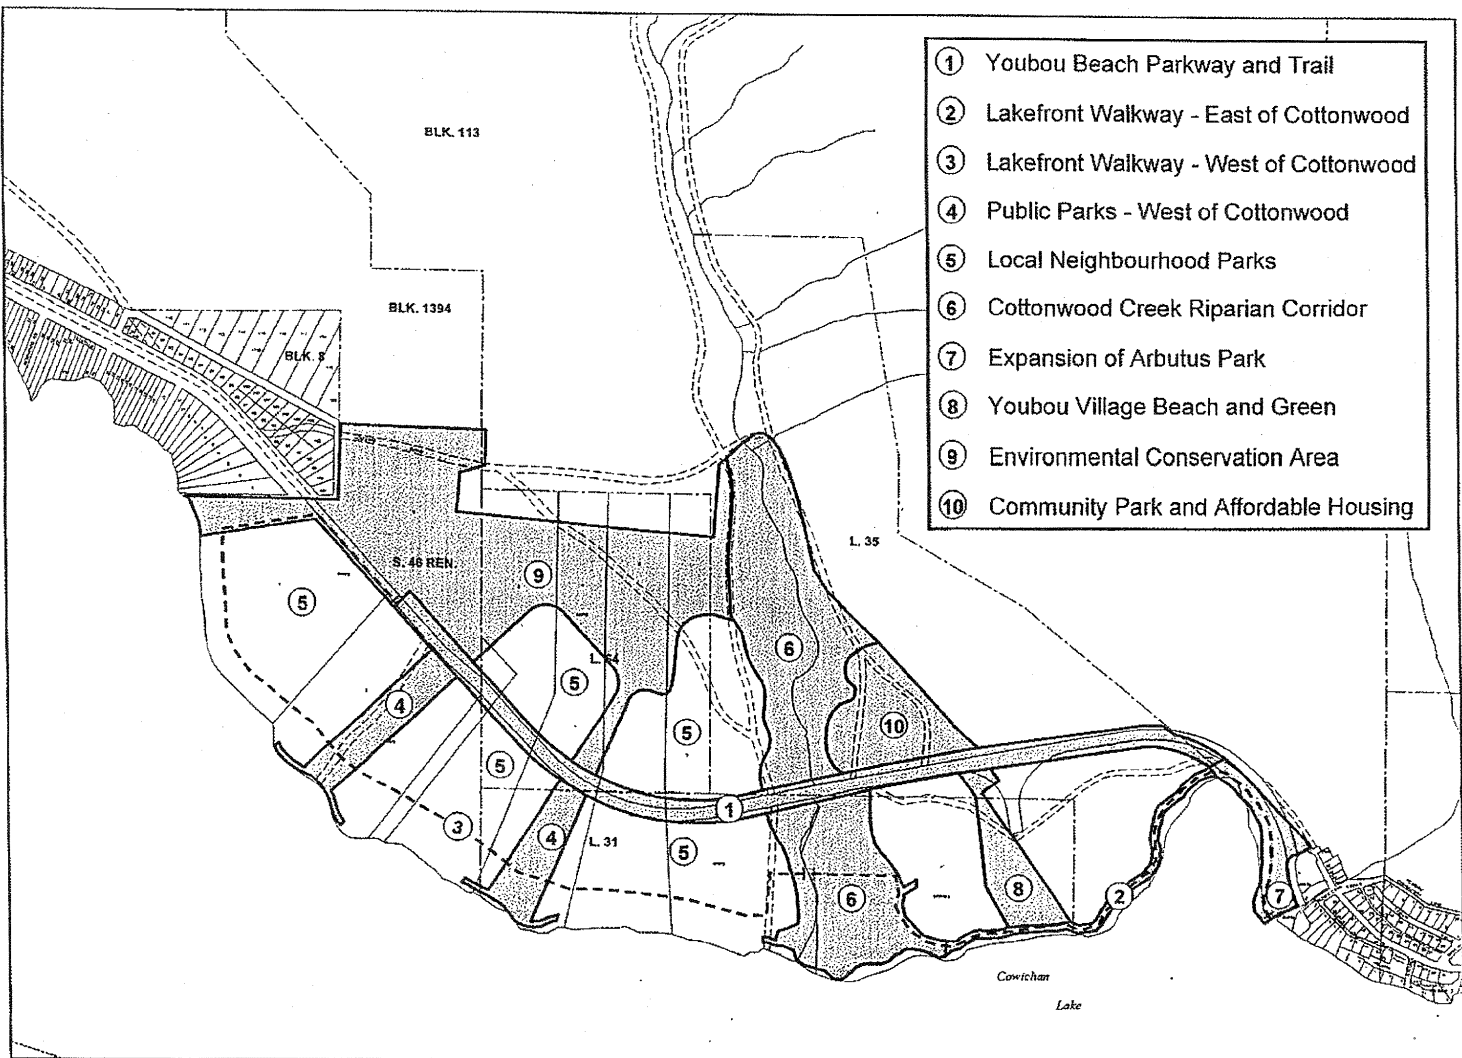 ① Youbou Beach Parkway and Trail
② Lakefront Walkway - East of Cottonwood
③ Lakefront Walkway - West of Cottonwood
④ Public Parks - West of Cottonwood
⑤ Local Neighbourhood Parks
⑥ Cottonwood Creek Riparian Corridor
⑦ Expansion of Arbutus Park
⑧ Youbou Village Beach and Green
⑨ Environmental Conservation Area
⑩ Community Park and Affordable Housing
BLK. 113
BLK. 1394
BLK. 8
L. 35
S. 46 REN.
9
5
6
L.
5
4
5
10
5
1
3
4
L. 31
5
6
8
2
7
Cowichan
Lake